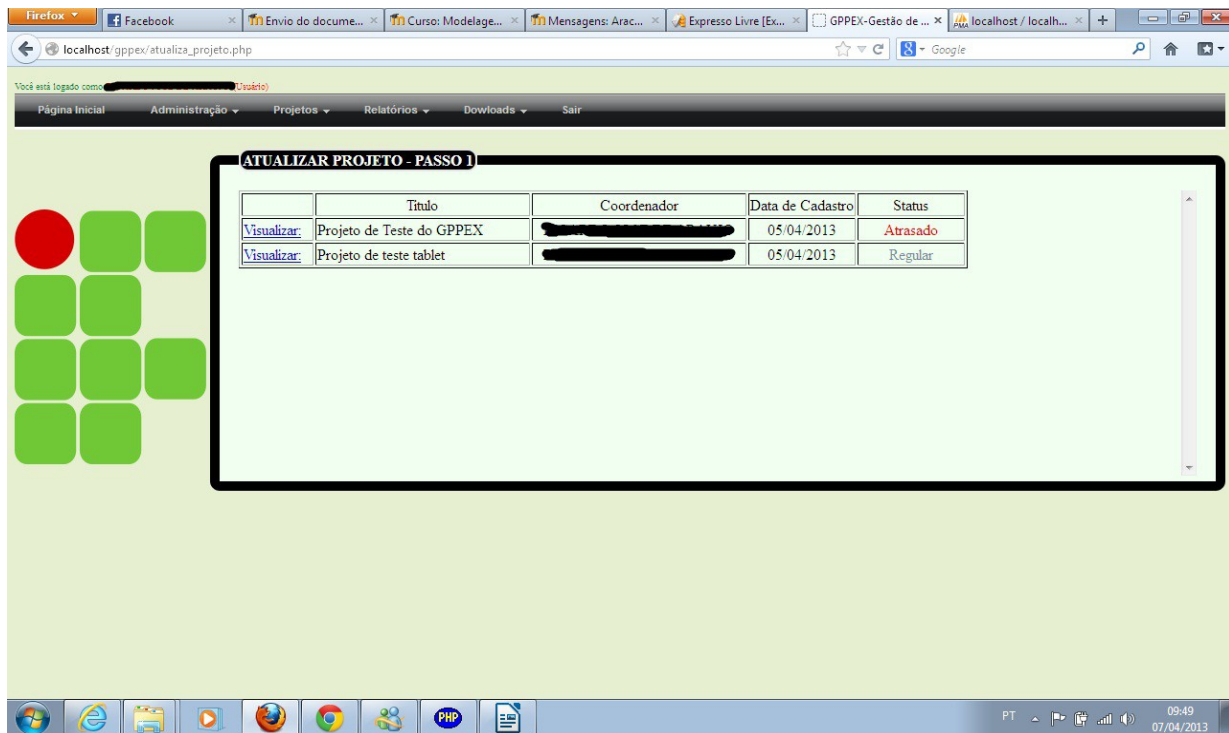 Firefox
Facebook
Envio do docume...
Curso: Modelage...
Mensagens: Arac...
Expresso Livre [Ex...
GPPEX-Gestão de ...
localhost / localh...
localhost/gppex/atualiza_projeto.php
Google
Você está logado como
(Usuário)
Página Inicial
Administração
Projetos
Relatórios
Dowloads
Sair
ATUALIZAR PROJETO - PASSO 1
Titulo Coordenador Data de Cadastro Status
Visualizar: Projeto de Teste do GPPEX 05/04/2013 Atrasado
Visualizar: Projeto de teste tablet 05/04/2013 Regular
PHP
PT
09:49
07/04/2013